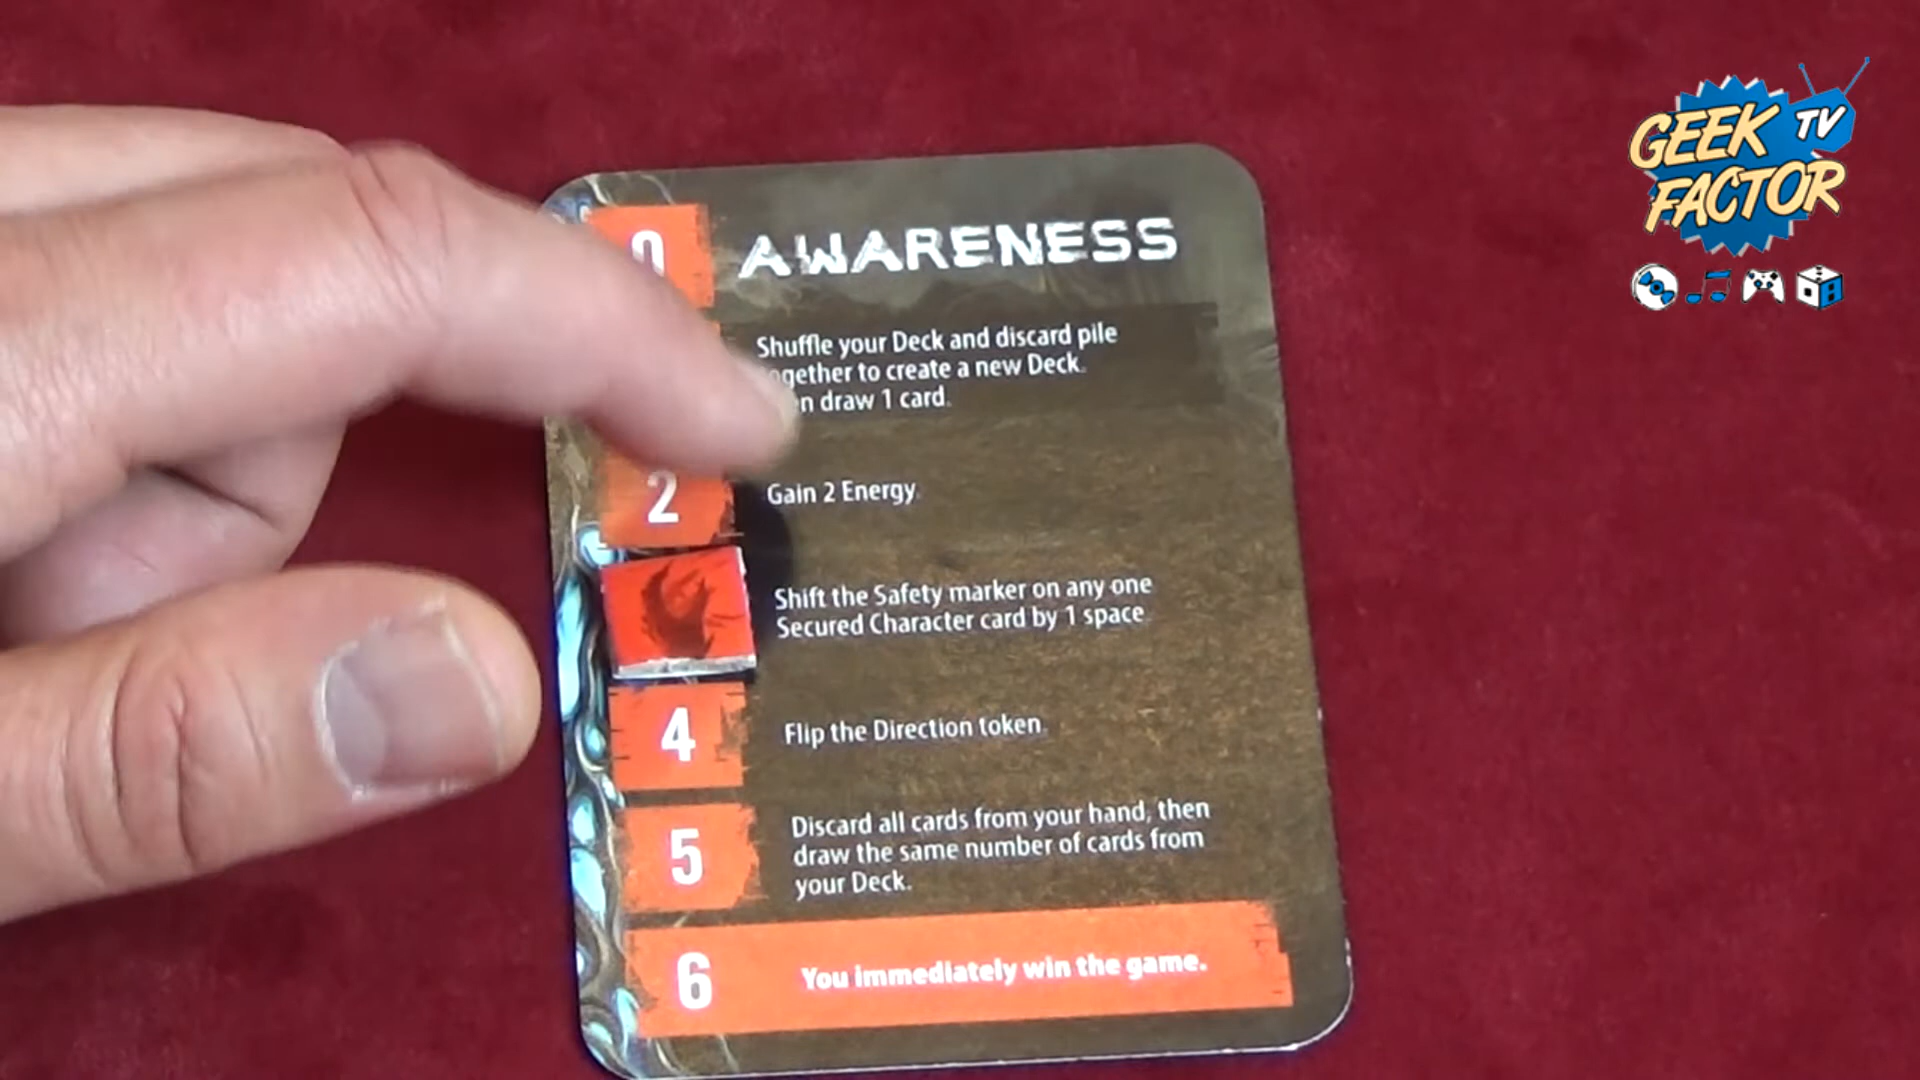 GEEK TV
FACTOR
0
AWARENESS
Shuffle your Deck and discard pile
to create a new Deck.
draw 1 card.
2
Gain 2 Energy.
Shift the Safety marker on any one
Secured Character card by 1 space.
4
Flip the Direction token.
5
Discard all cards from your hand, then
draw the same number of cards from
your Deck.
6
You immediately win the game.